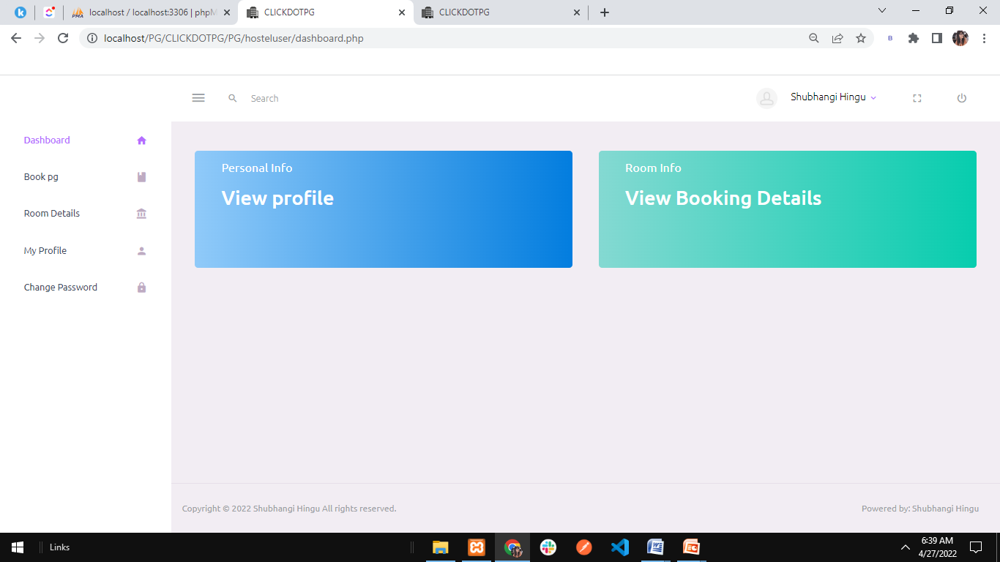 localhost / localhost:3306 | phpM
CLICKDOTPG
CLICKDOTPG
localhost/PG/CLICKDOTPG/PG/hosteluser/dashboard.php
B
Search
Shubhangi Hingu
Dashboard
Book pg
Room Details
My Profile
Change Password
Personal Info
View profile
Room Info
View Booking Details
Copyright © 2022 Shubhangi Hingu All rights reserved.
Powered by: Shubhangi Hingu
Links
6:39 AM
4/27/2022